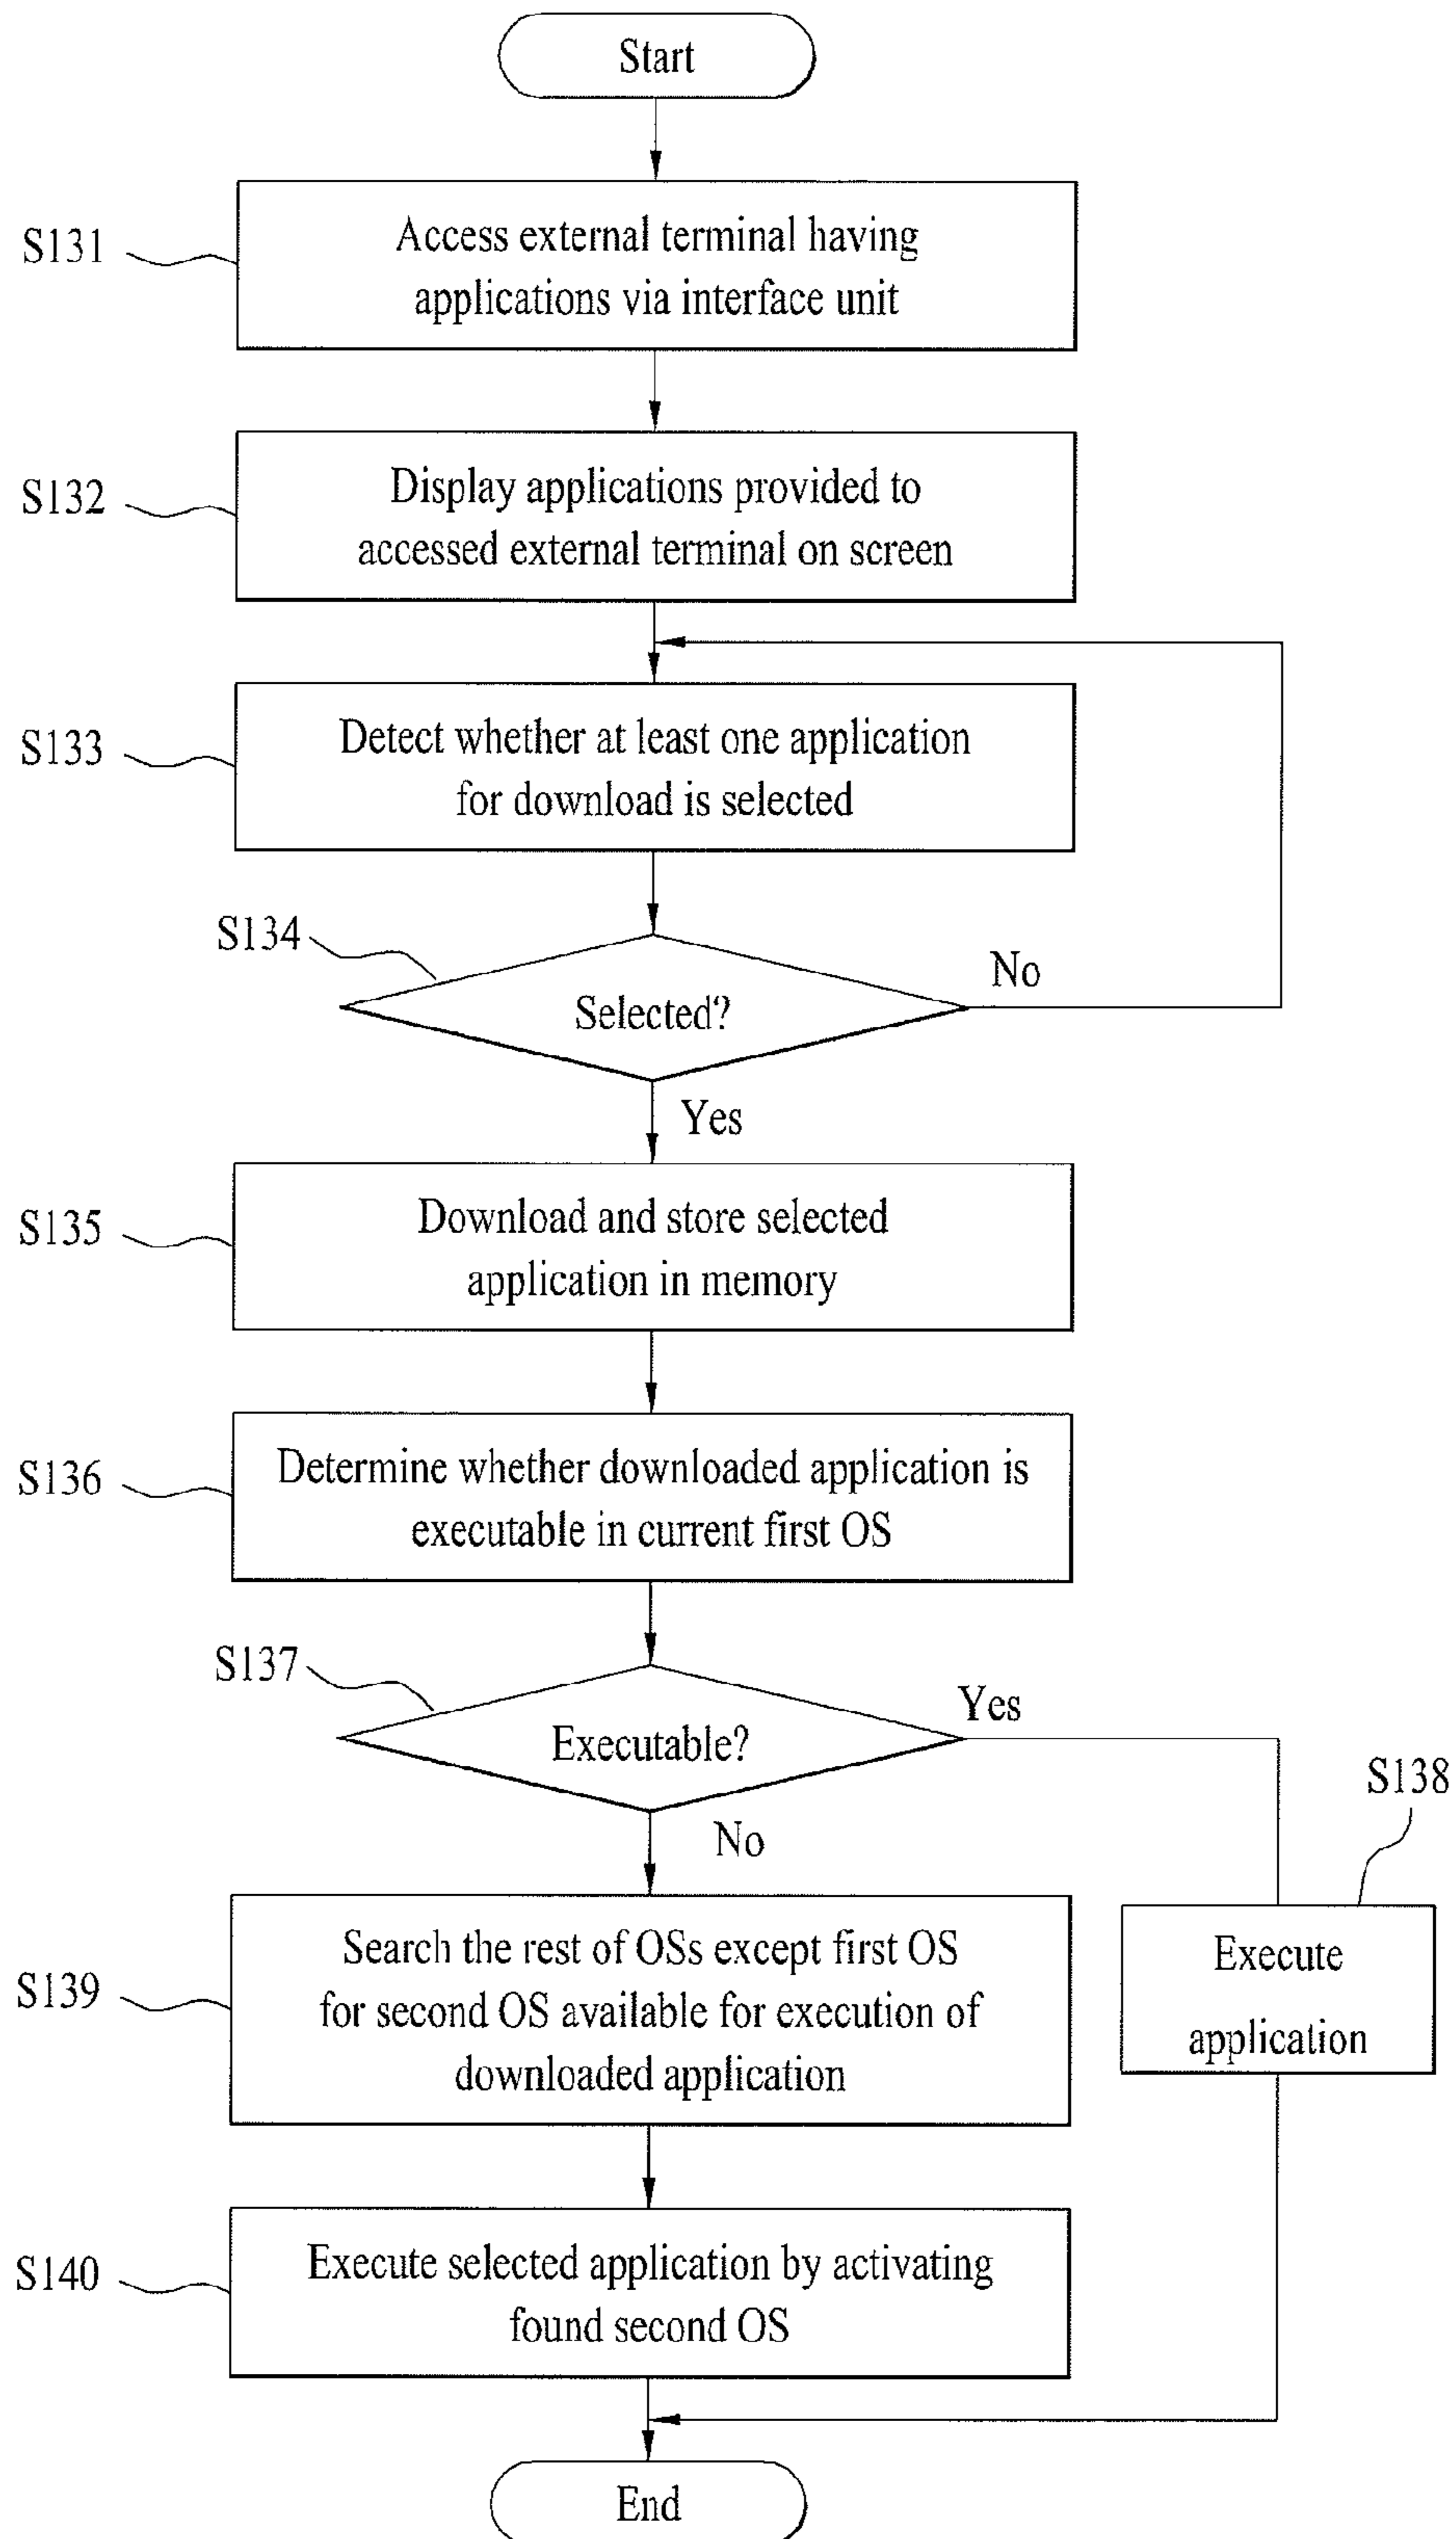 Start
S131
Access external terminal having
applications via interface unit
S132
Display applications provided to
accessed external terminal on screen
S133
Detect whether at least one application
for download is selected
S134
Selected?
No
Yes
S135
Download and store selected
application in memory
S136
Determine whether downloaded application is
executable in current first OS
S137
Executable?
Yes
No
S138
Execute
application
S139
Search the rest of OSs except first OS
for second OS available for execution of
downloaded application
S140
Execute selected application by activating
found second OS
End